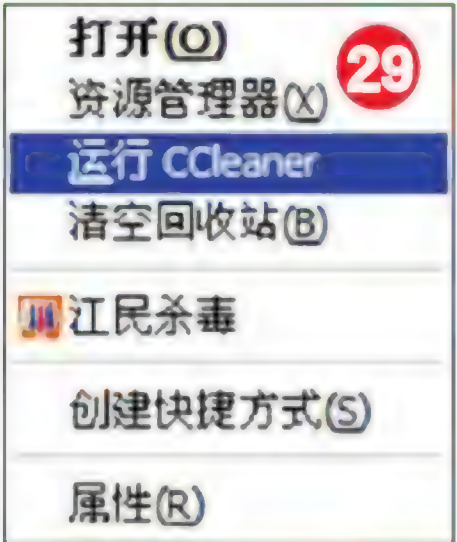 打开(O)
29
资源管理器(X)
运行 CCleaner
清空回收站(B)
江民杀毒
创建快捷方式(S)
属性(R)